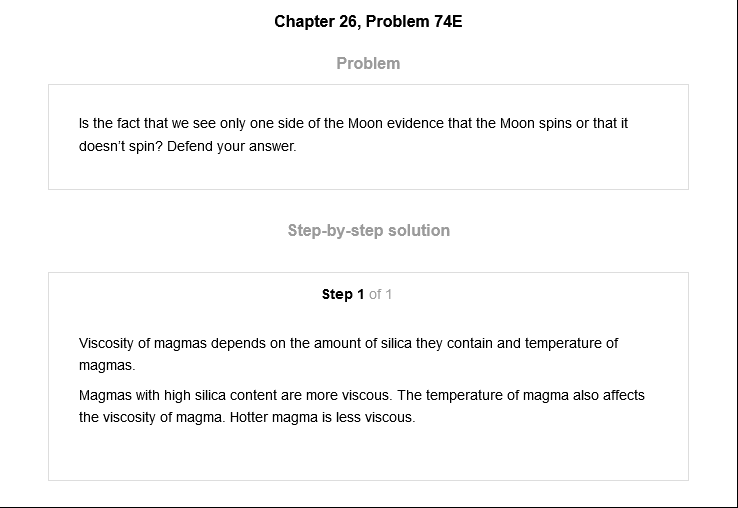 Chapter 26, Problem 74E
Problem
Is the fact that we see only one side of the Moon evidence that the Moon spins or that it
doesn't spin? Defend your answer.
Step-by-step solution
Step 1 of 1
Viscosity of magmas depends on the amount of silica they contain and temperature of
magmas.
Magmas with high silica content are more viscous. The temperature of magma also affects
the viscosity of magma. Hotter magma is less viscous.